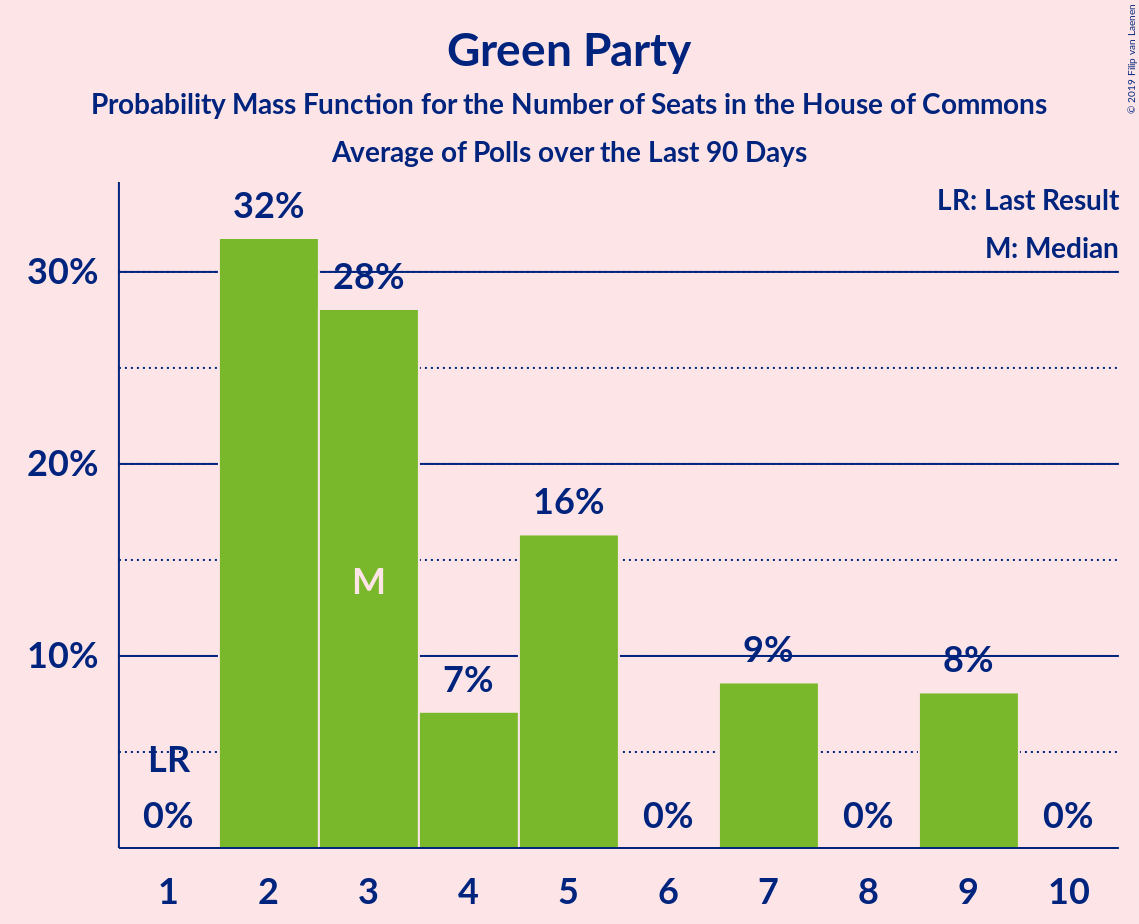 Green Party
Probability Mass Function for the Number of Seats in the House of Commons
Average of Polls over the Last 90 Days
© 2019 Filip van Laenen
LR: Last Result
M: Median
32%
30%
28%
20%
16%
M
10%
9%
8%
7%
LR
0%
0%
0%
0%
1 2 3 4 5 6 7 8 9 10